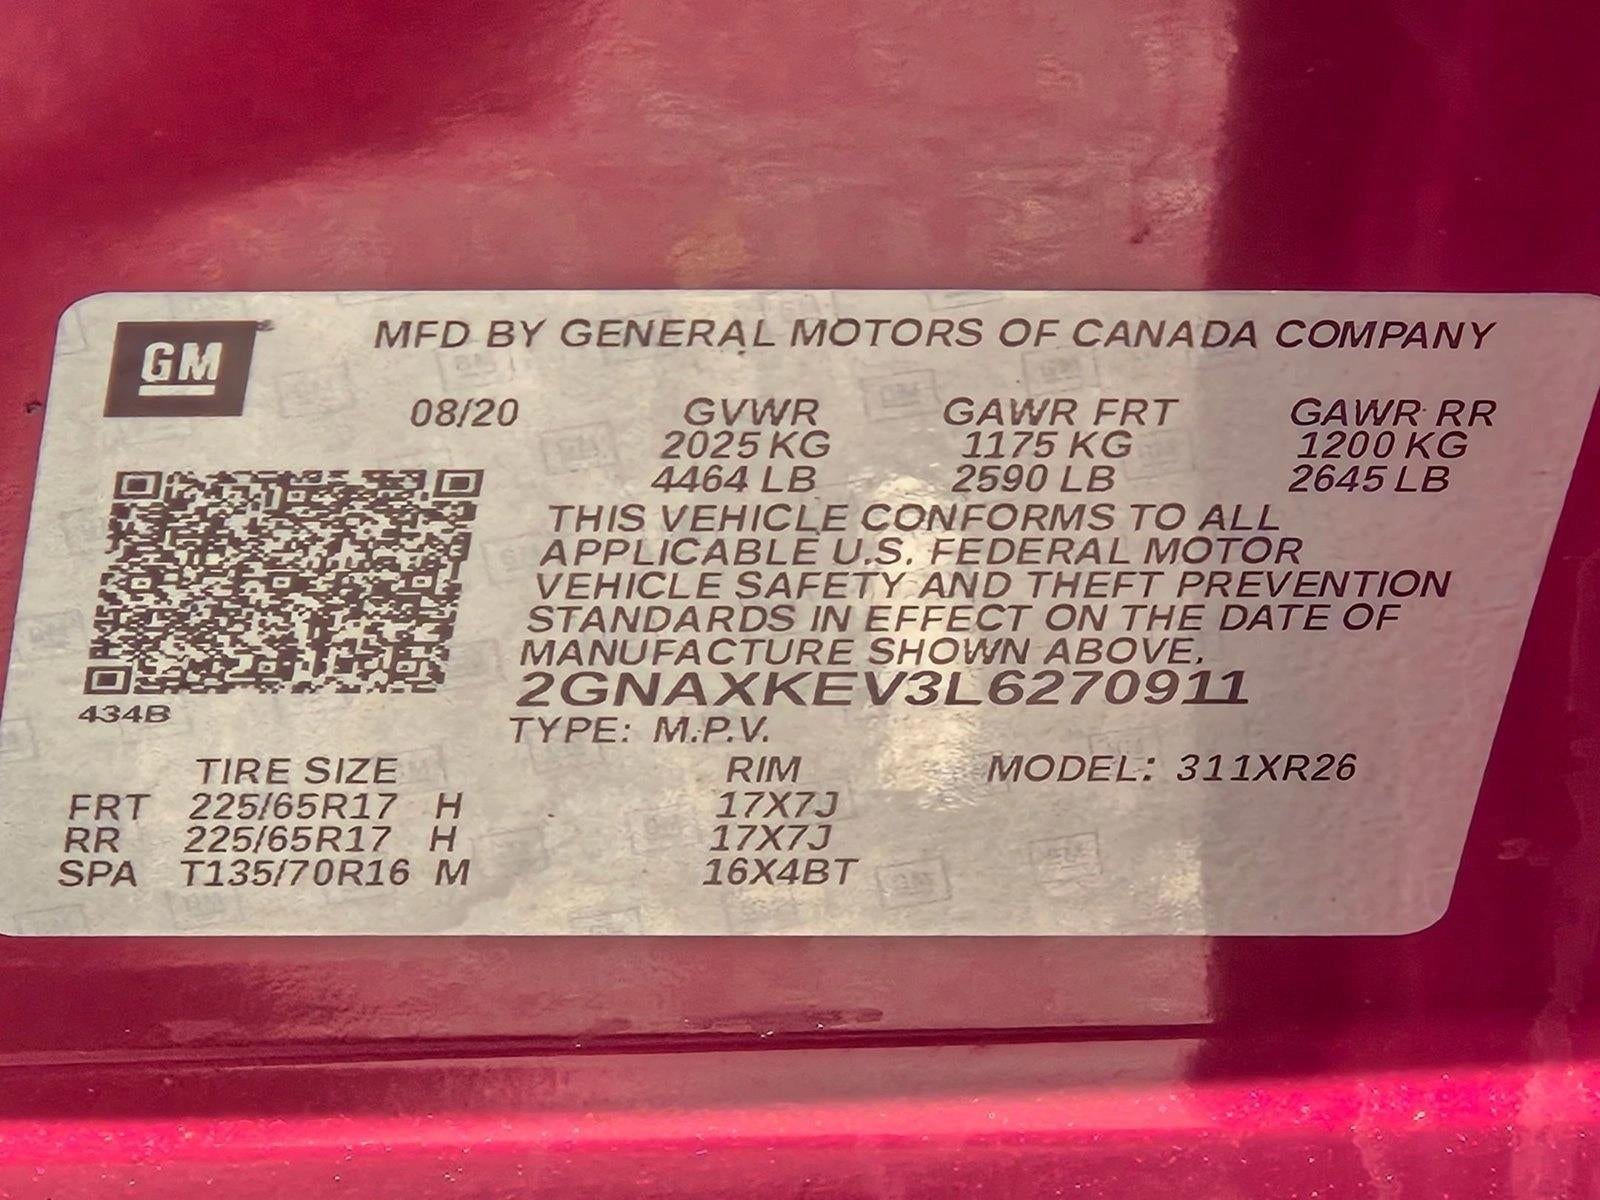 GM
MFD BY GENERAL MOTORS OF CANADA COMPANY
08/20 GVWR GAWR FRT GAWR RR
2025 KG 1175 KG 1200 KG
4464 LB 2590 LB 2645 LB
THIS VEHICLE CONFORMS TO ALL
APPLICABLE U.S. FEDERAL MOTOR
VEHICLE SAFETY AND THEFT PREVENTION
STANDARDS IN EFFECT ON THE DATE OF
MANUFACTURE SHOWN ABOVE.
2GNAXKEV3L6270911
434B
TYPE: M.P.V.
TIRE SIZE RIM MODEL: 311XR26
FRT 225/65R17 H 17X7J
RR 225/65R17 H 17X7J
SPA T135/70R16 M 16X4BT